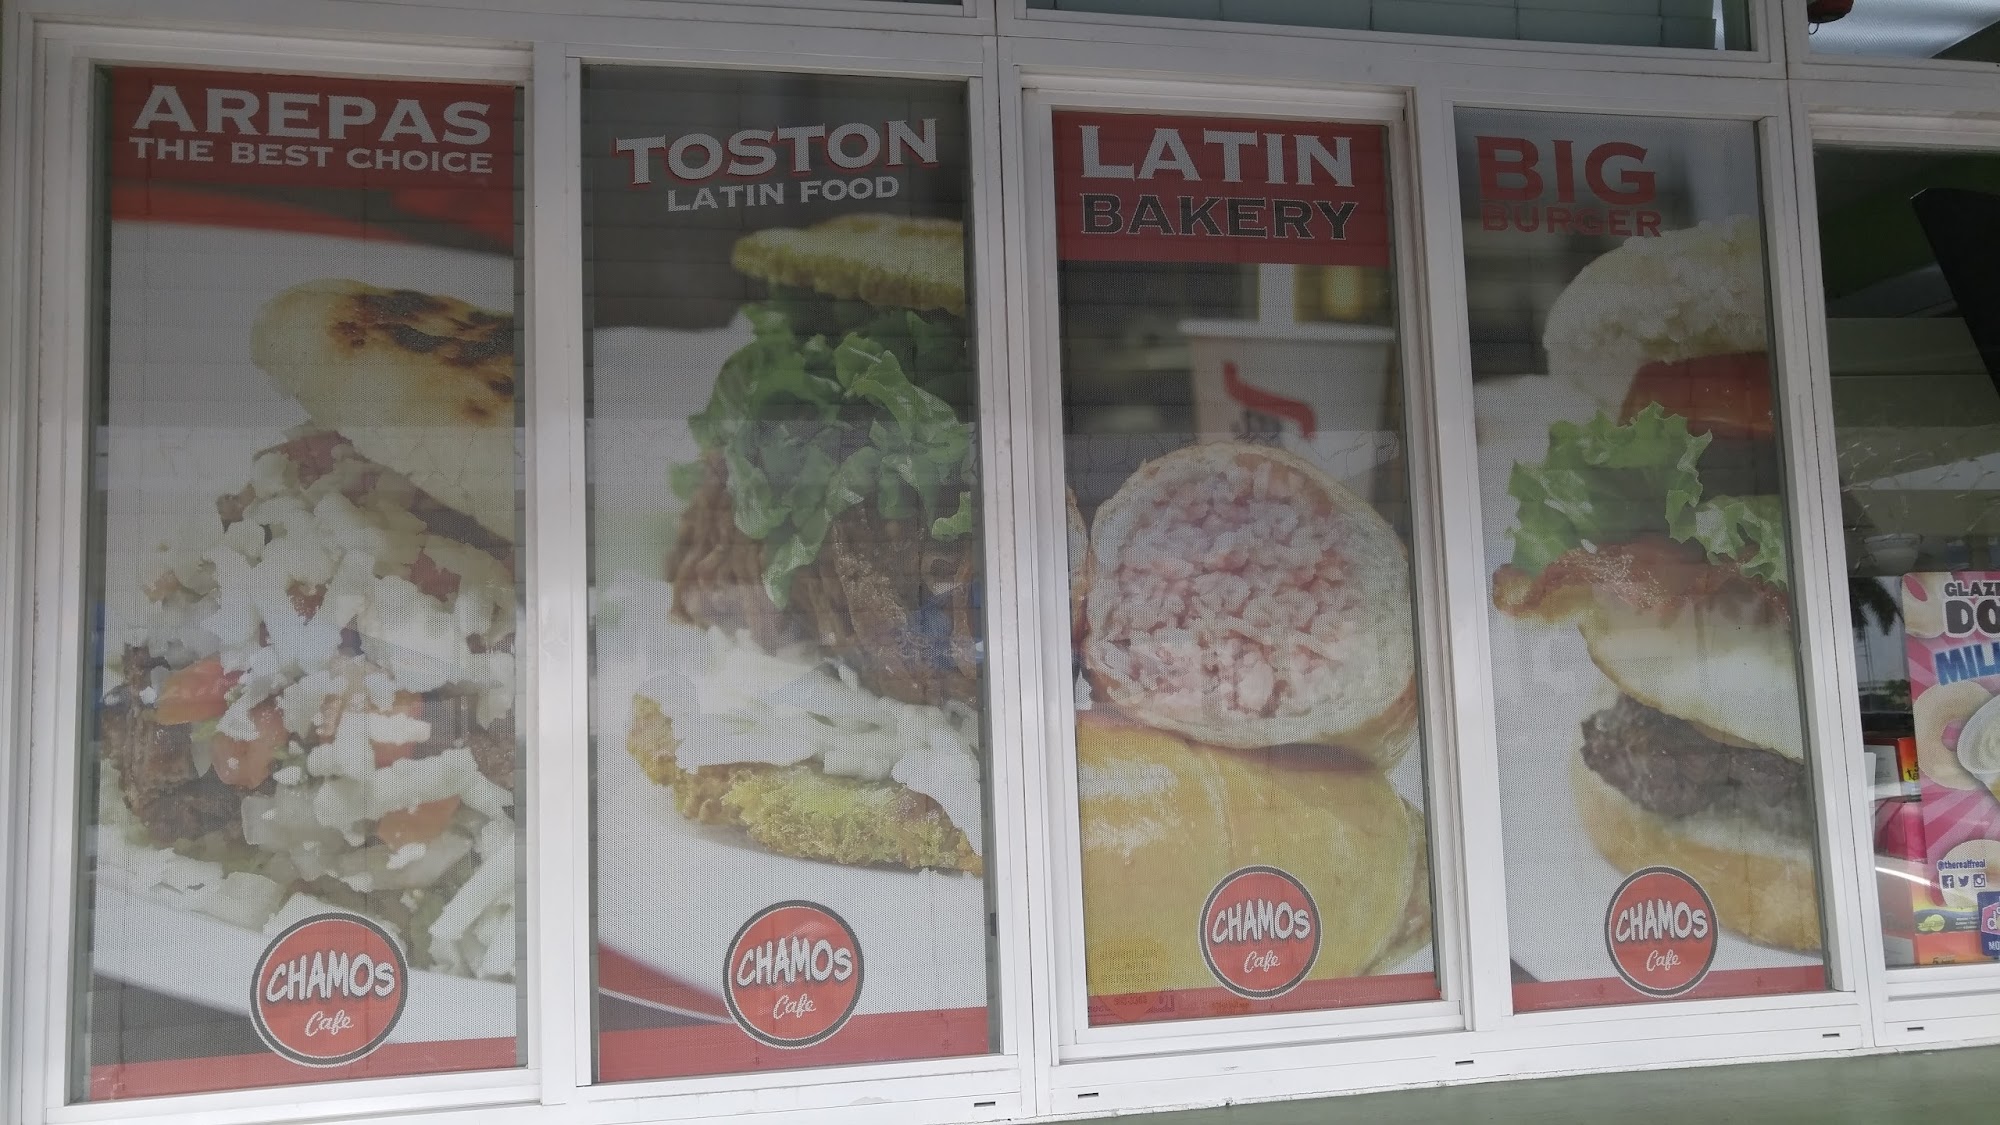 AREPAS
THE BEST CHOICE
CHAMOS
Cafe
TOSTON
LATIN FOOD
CHAMOS
Cafe
LATIN
BAKERY
CHAMOS
Cafe
BIG
BURGER
CHAMOS
Cafe
@therealfreal